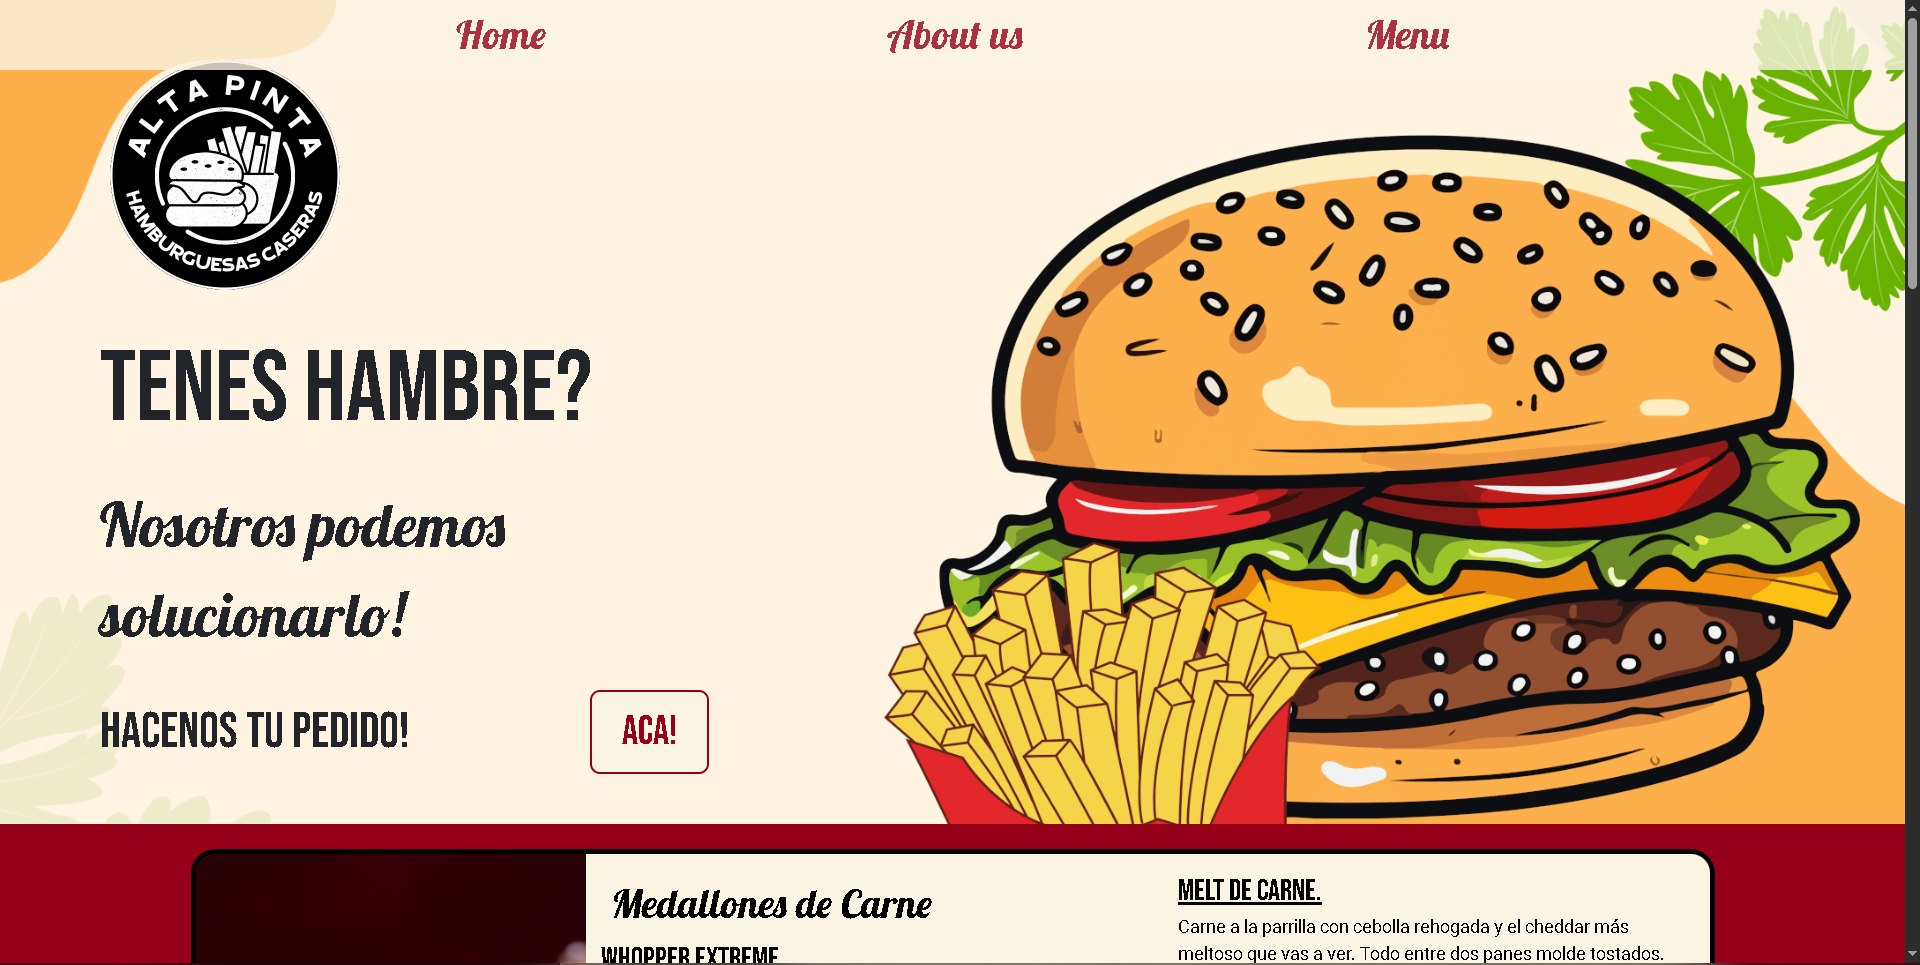 Home
About us
Menu
ALTA PINTA
HAMBURGUESAS CASERAS
TENES HAMBRE?
Nosotros podemos
solucionarlo!
HACENOS TU PEDIDO!
ACA!
Medallones de Carne
WHOPPER EXTREME
MELT DE CARNE.
Carne a la parrilla con cebolla rehogada y el cheddar más
meltoso que vas a ver. Todo entre dos panes molde tostados.